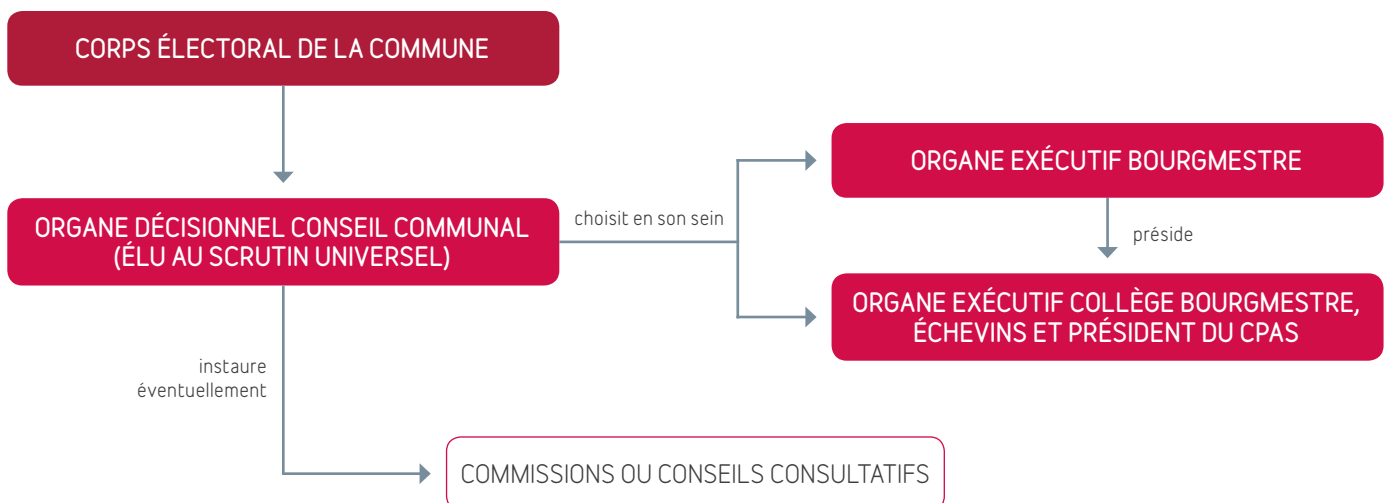 CORPS ÉLECTORAL DE LA COMMUNE
ORGANE DÉCISIONNEL CONSEIL COMMUNAL
(ÉLU AU SCRUTIN UNIVERSEL)
choisit en son sein
ORGANE EXÉCUTIF BOURGMESTRE
préside
ORGANE EXÉCUTIF COLLÈGE BOURGMESTRE,
ÉCHEVINS ET PRÉSIDENT DU CPAS
instaure
éventuellement
COMMISSIONS OU CONSEILS CONSULTATIFS